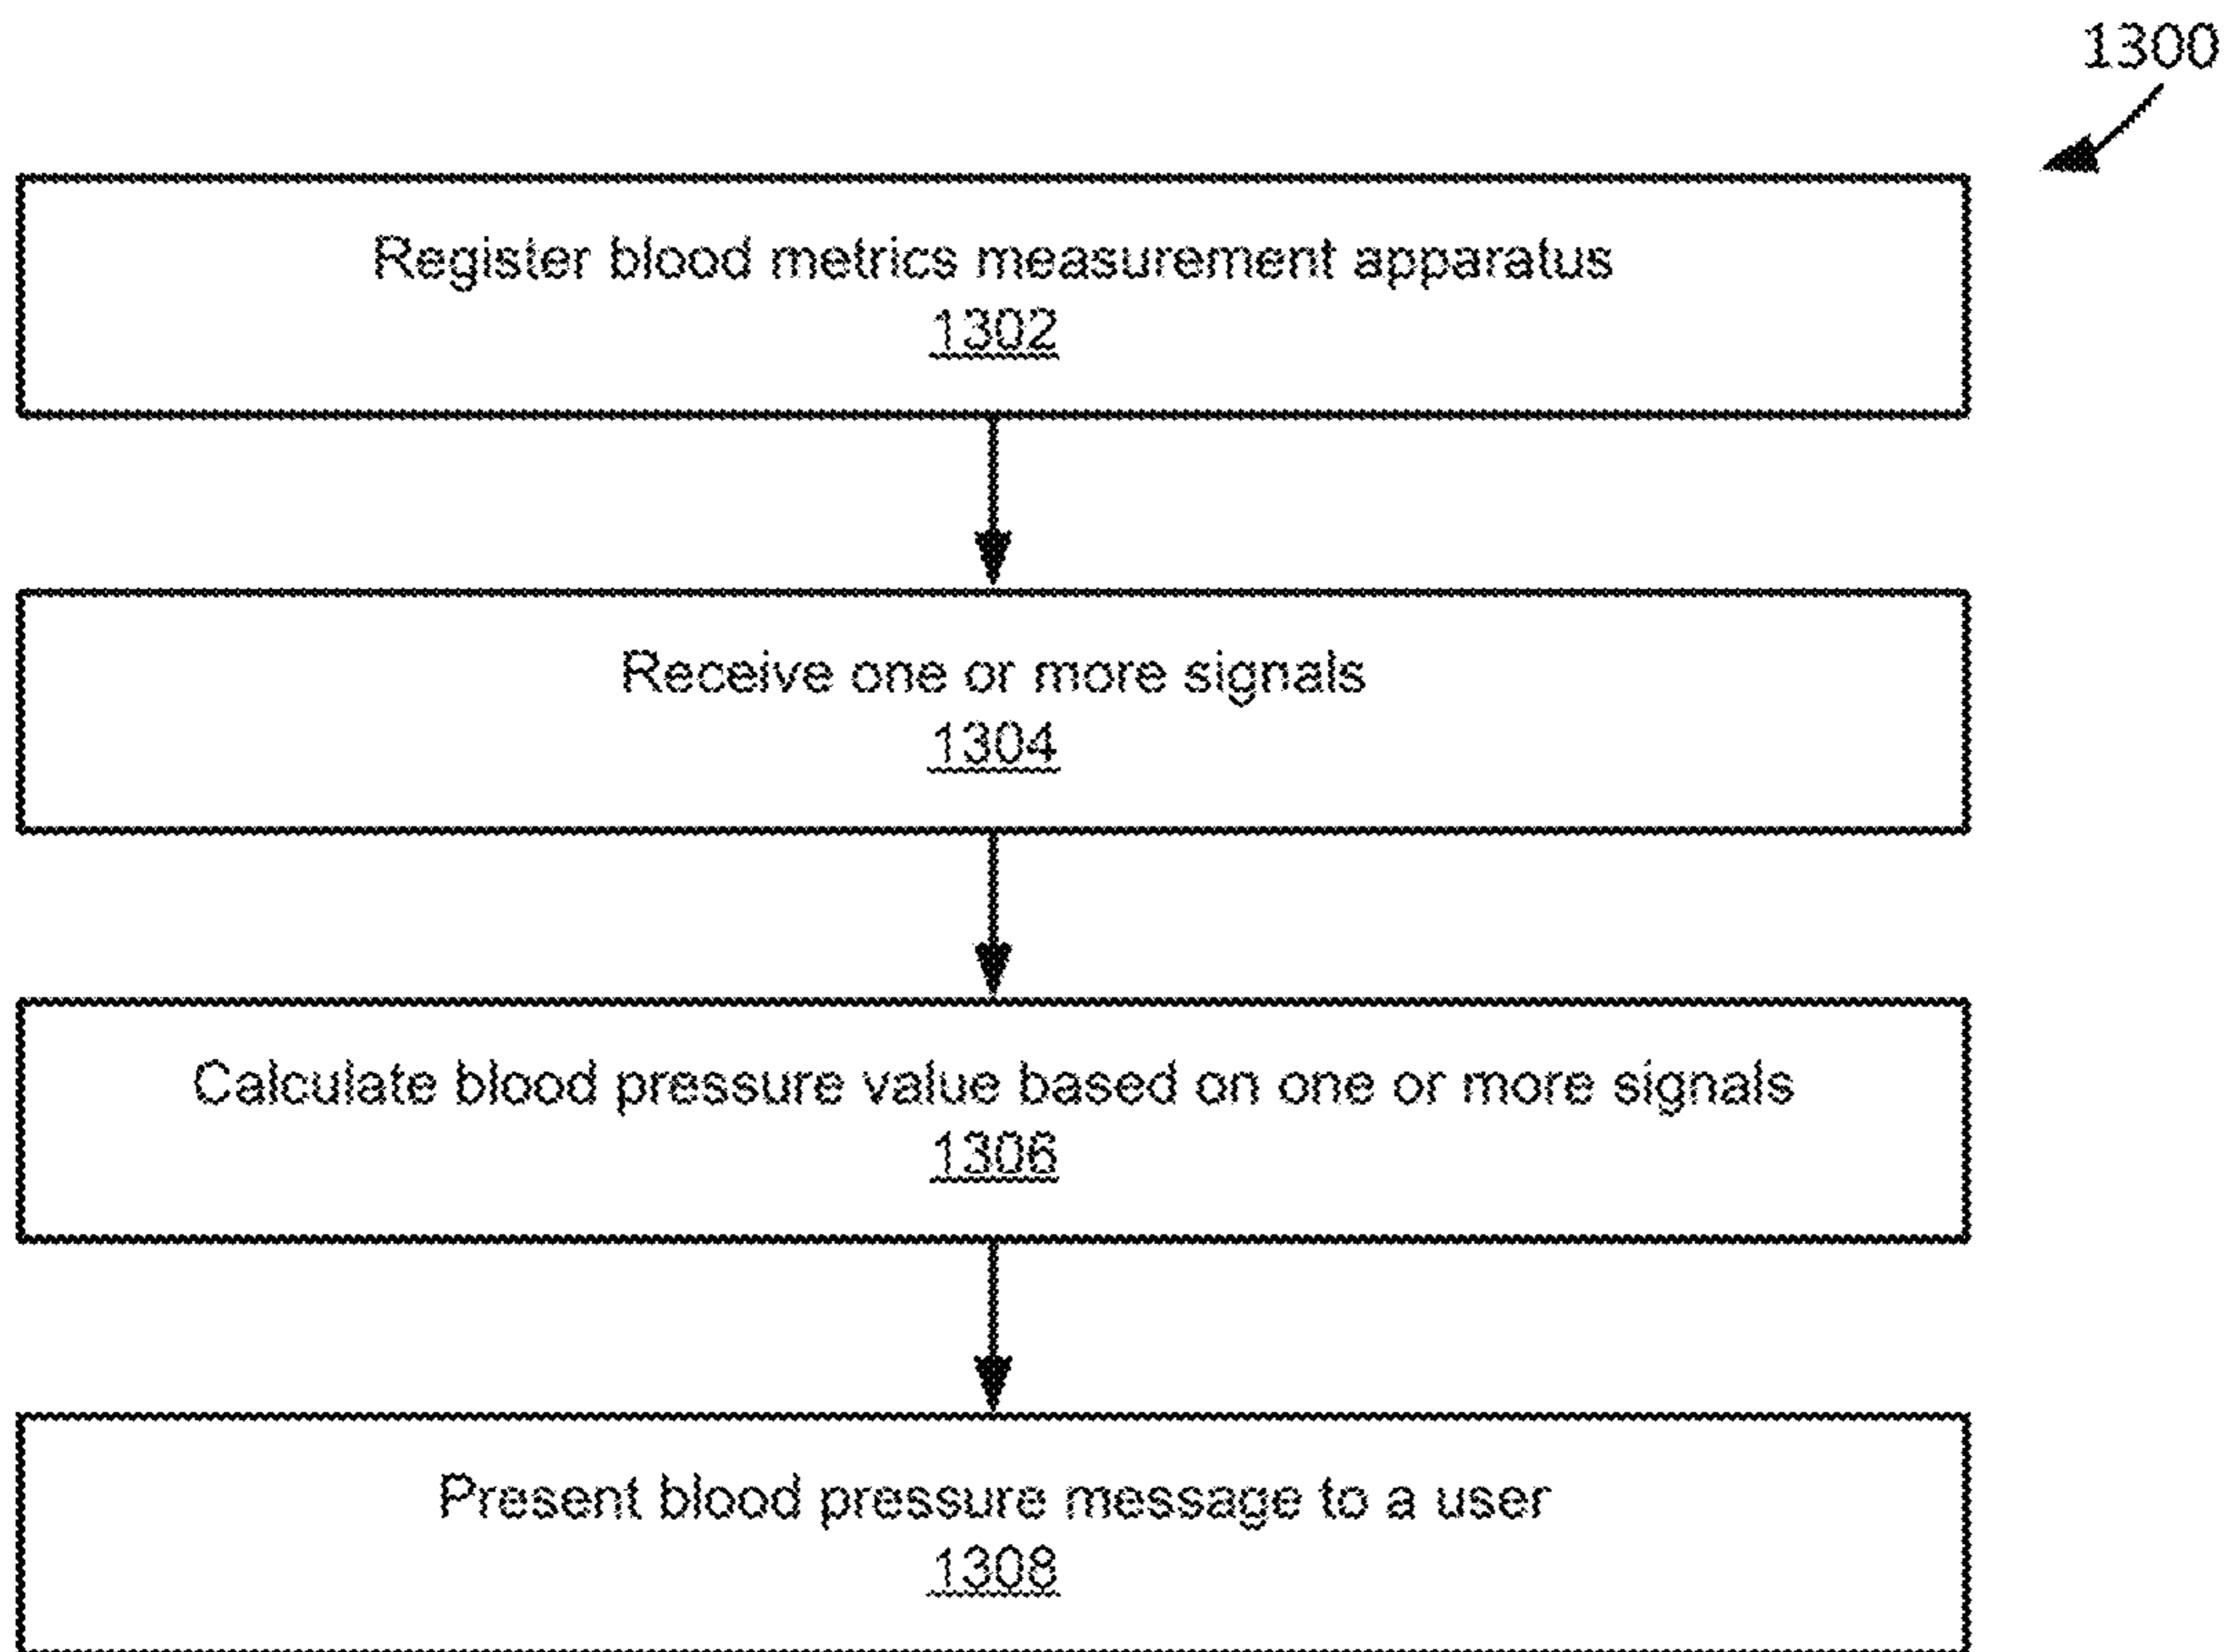 1300
Register blood metrics measurement apparatus
1302
Receive one or more signals
1304
Calculate blood pressure value based on one or more signals
1306
Present blood pressure message to a user
1308